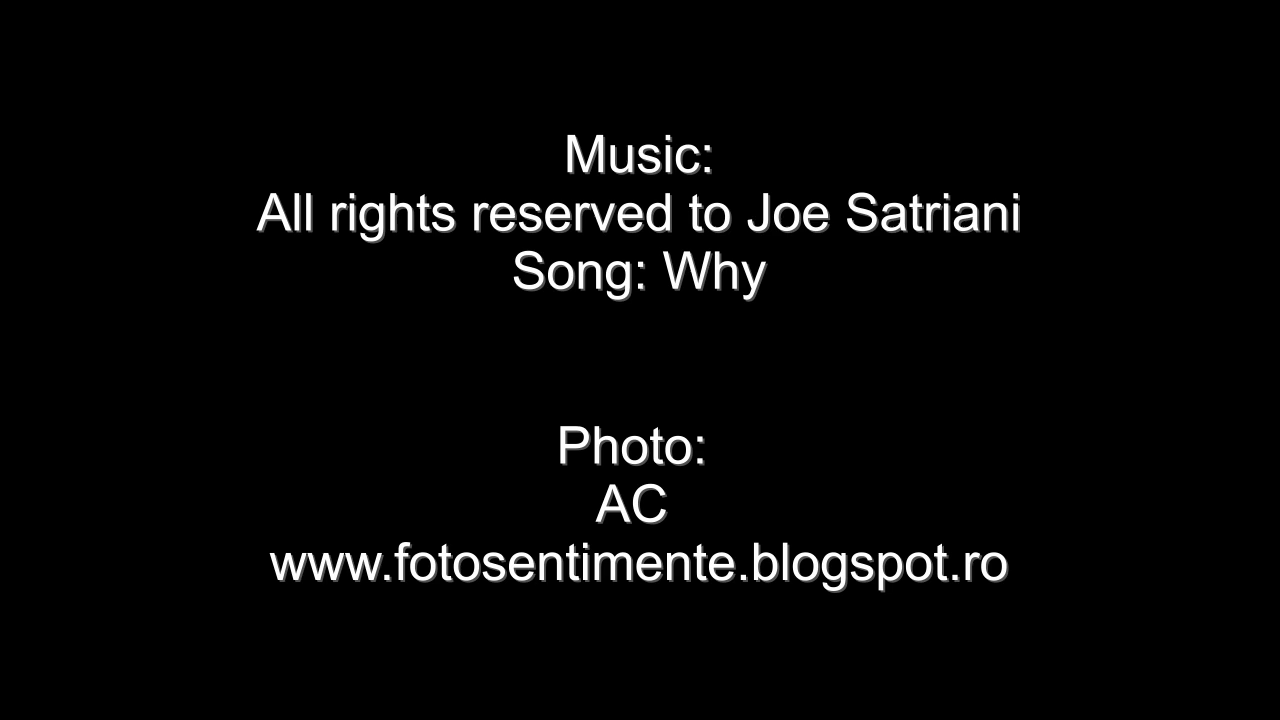 Music:
All rights reserved to Joe Satriani
Song: Why
Photo:
AC
www.fotosentimente.blogspot.ro